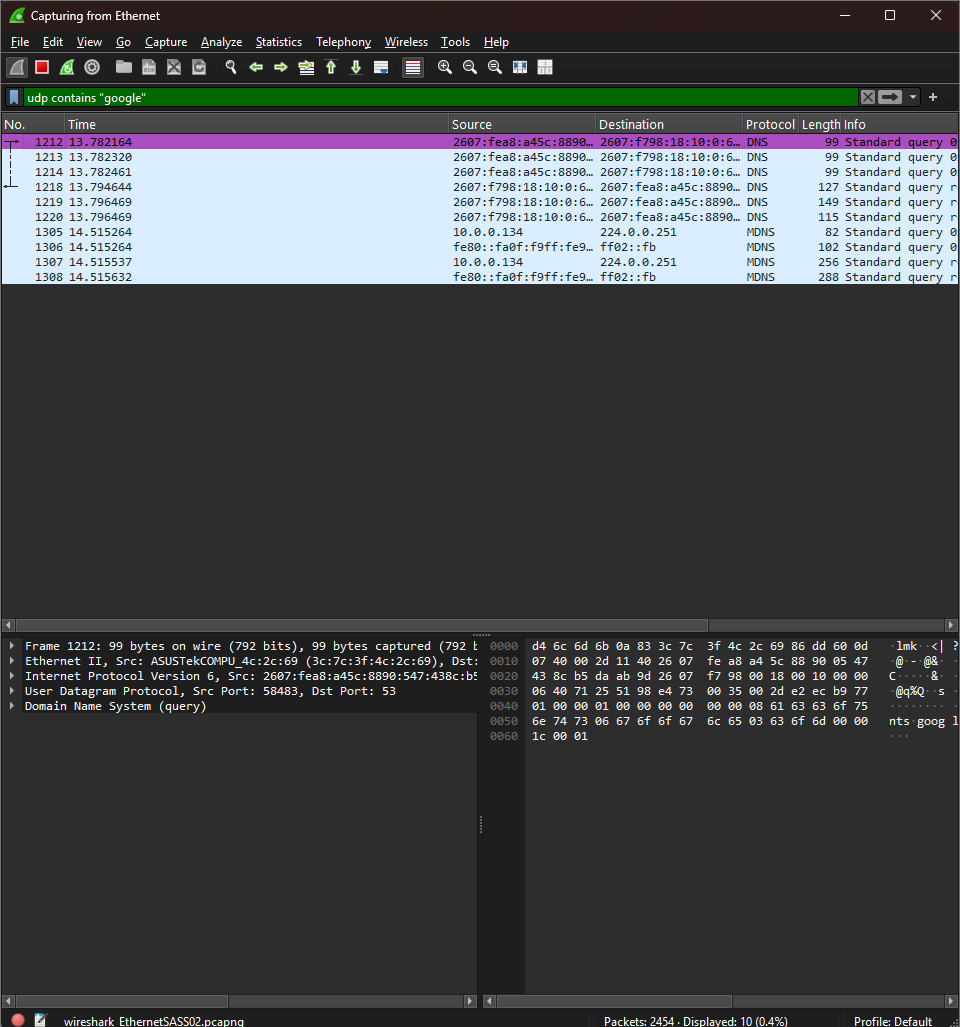 Capturing from Ethernet
File Edit View Go Capture Analyze Statistics Telephony Wireless Tools Help
udp contains "google"
No. Time Source Destination Protocol Length Info
1212 13.782164 2607:fea8:a45c:8890… 2607:f798:18:10:0:6… DNS 99 Standard query 0
1213 13.782320 2607:fea8:a45c:8890… 2607:f798:18:10:0:6… DNS 99 Standard query 0
1214 13.782461 2607:fea8:a45c:8890… 2607:f798:18:10:0:6… DNS 99 Standard query 0
1218 13.794644 2607:f798:18:10:0:6… 2607:fea8:a45c:8890… DNS 127 Standard query r
1219 13.796469 2607:f798:18:10:0:6… 2607:fea8:a45c:8890… DNS 149 Standard query r
1220 13.796469 2607:f798:18:10:0:6… 2607:fea8:a45c:8890… DNS 115 Standard query r
1305 14.515264 10.0.0.134 224.0.0.251 MDNS 82 Standard query 0
1306 14.515264 fe80::fa0f:f9ff:fe9… ff02::fb MDNS 102 Standard query 0
1307 14.515537 10.0.0.134 224.0.0.251 MDNS 256 Standard query r
1308 14.515632 fe80::fa0f:f9ff:fe9… ff02::fb MDNS 288 Standard query r
Frame 1212: 99 bytes on wire (792 bits), 99 bytes captured (792 b
Ethernet II, Src: ASUSTekCOMPU_4c:2c:69 (3c:7c:3f:4c:2c:69), Dst:
Internet Protocol Version 6, Src: 2607:fea8:a45c:8890:547:438c:b5
User Datagram Protocol, Src Port: 58483, Dst Port: 53
Domain Name System (query)
0000 d4 6c 6d 6b 0a 83 3c 7c 3f 4c 2c 69 86 dd 60 0d ·lmk··<| ?
0010 07 40 00 2d 11 40 26 07 fe a8 a4 5c 88 90 05 47 ·@·-·@&·
0020 43 8c b5 da ab 9d 26 07 f7 98 00 18 00 10 00 00 C·····&·
0030 06 40 71 25 51 98 e4 73 00 35 00 2d e2 ec b9 77 ·@q%Q··s ·
0040 01 00 00 01 00 00 00 00 00 00 08 61 63 63 6f 75 ········ ·
0050 6e 74 73 06 67 6f 6f 67 6c 65 03 63 6f 6d 00 00 nts·goog l
0060 1c 00 01 ···
wireshark_EthernetSASS02.pcapng Packets: 2454 · Displayed: 10 (0.4%) Profile: Default